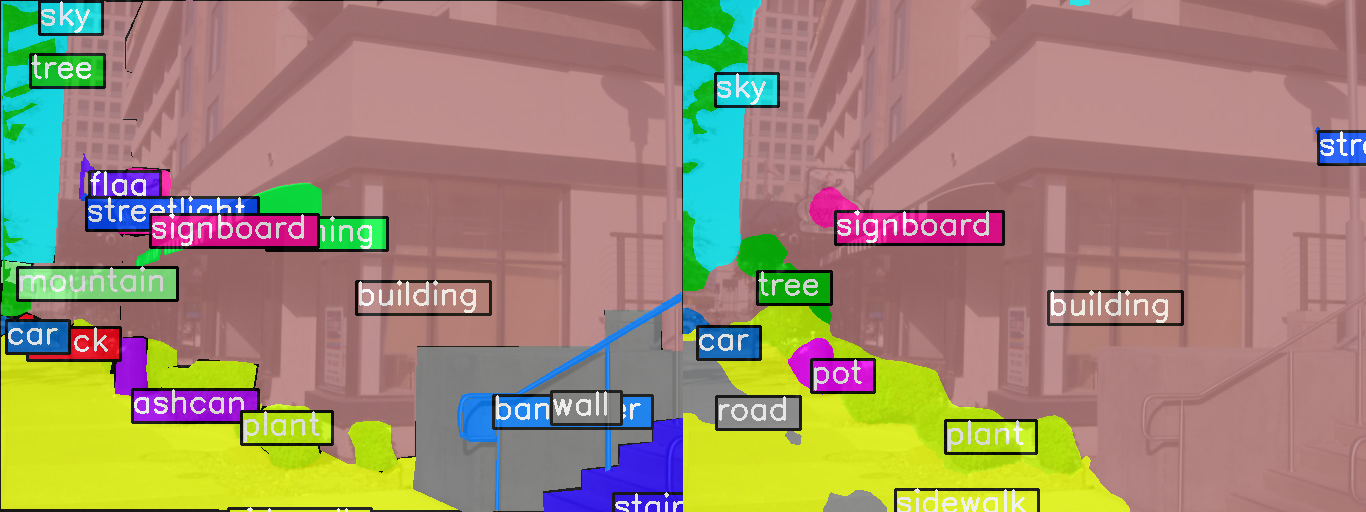 sky
tree
flag
streetlight
signboard
mountain
building
car
ashcan
plant
wall
sky
signboard
tree
building
car
pot
road
plant
sidewalk